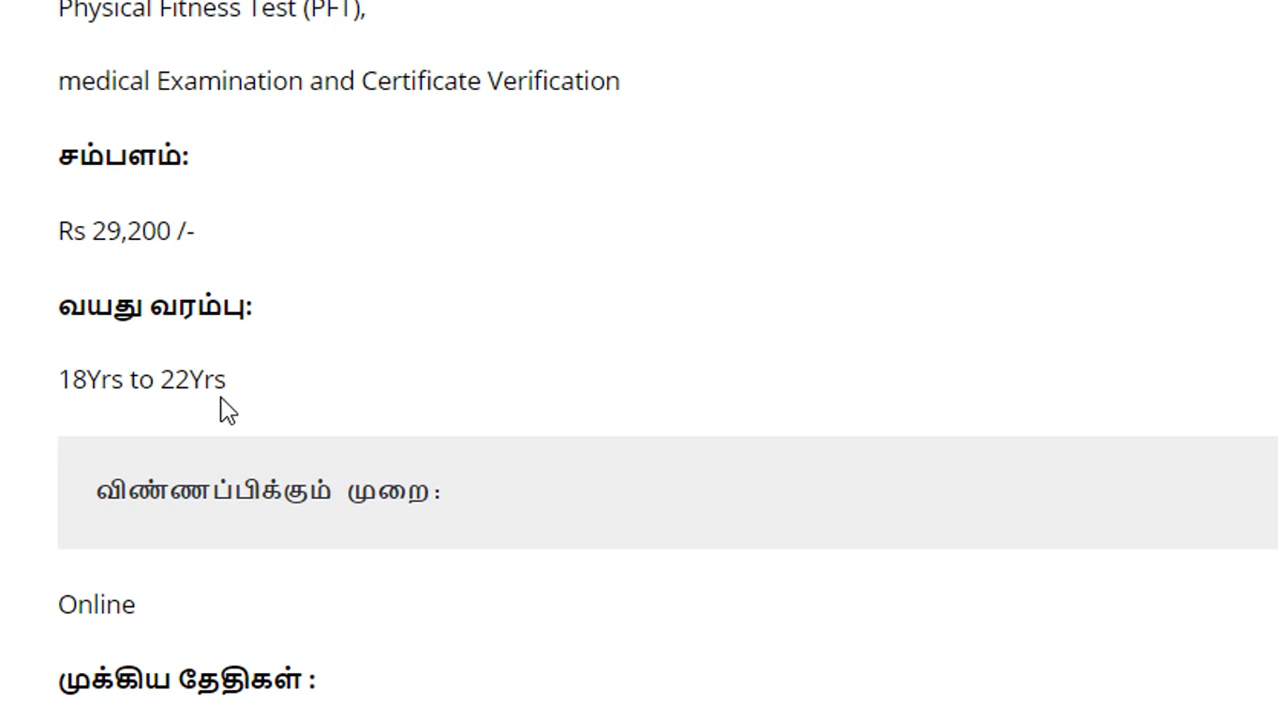 Physical Fitness Test (PFT),
medical Examination and Certificate Verification
சம்பளம்:
Rs 29,200 /-
வயது வரம்பு:
18Yrs to 22Yrs
விண்ணப்பிக்கும் முறை:
Online
முக்கிய தேதிகள் :